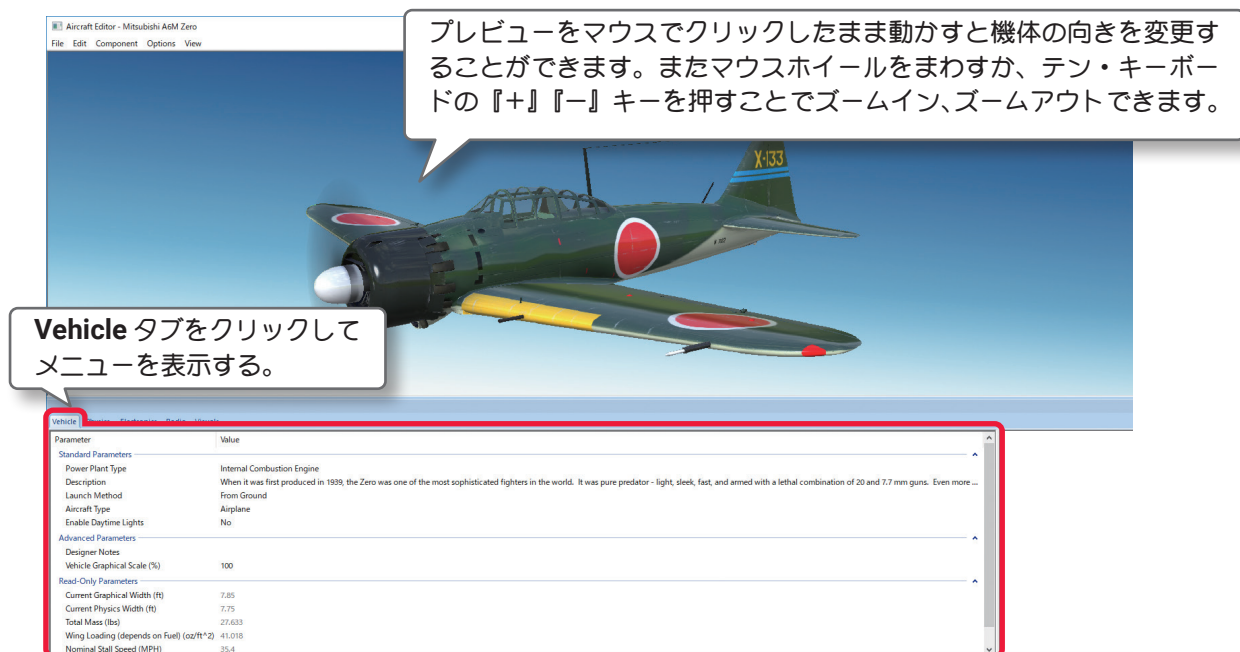 Aircraft Editor - Mitsubishi A6M Zero
File Edit Component Options View
プレビューをマウスでクリックしたまま動かすと機体の向きを変更す
ることができます。またマウスホイールをまわすか、テン・キーボー
ドの『+』『−』キーを押すことでズームイン、ズームアウトできます。
X-133
Vehicle タブをクリックして
メニューを表示する。
Vehicle
Parameter Value
Standard Parameters
Power Plant Type Internal Combustion Engine
Description When it was first produced in 1939, the Zero was one of the most sophisticated fighters in the world. It was pure predator - light, sleek, fast, and armed with a lethal combination of 20 and 7.7 mm guns. Even more ...
Launch Method From Ground
Aircraft Type Airplane
Enable Daytime Lights No
Advanced Parameters
Designer Notes
Vehicle Graphical Scale (%) 100
Read-Only Parameters
Current Graphical Width (ft) 7.85
Current Physics Width (ft) 7.75
Total Mass (lbs) 27.633
Wing Loading (depends on Fuel) (oz/ft^2) 41.018
Nominal Stall Speed (MPH) 35.4